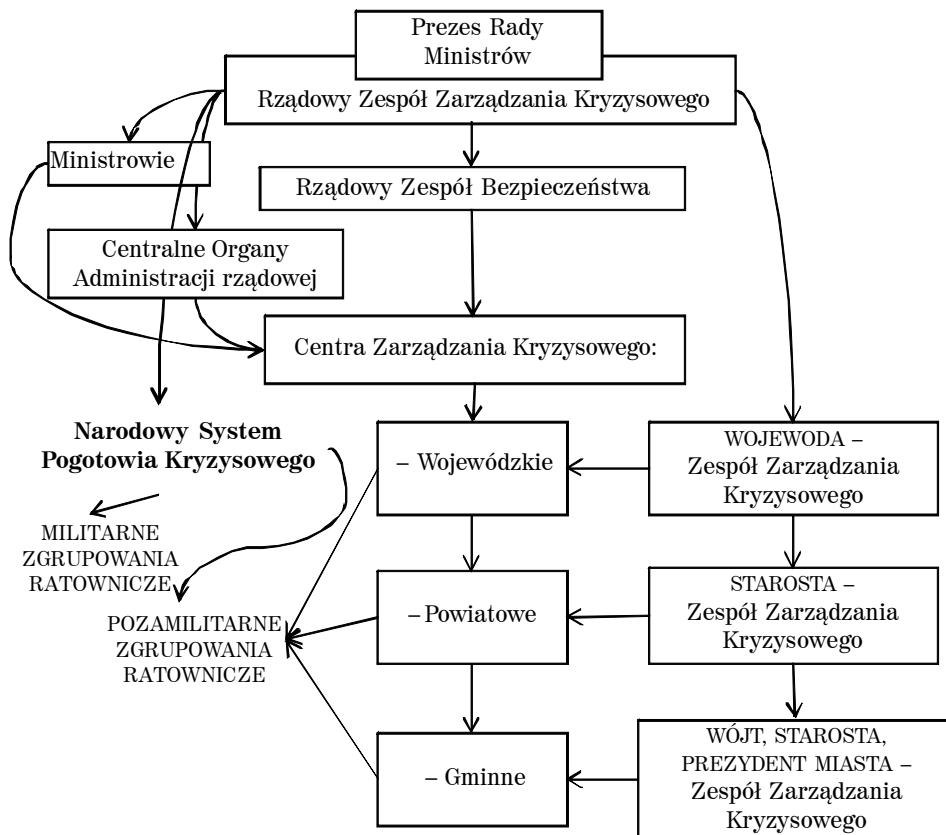 Prezes Rady
Ministrów
Rządowy Zespół Zarządzania Kryzysowego
Ministrowie
Rządowy Zespół Bezpieczeństwa
Centralne Organy
Administracji rządowej
Centra Zarządzania Kryzysowego:
Narodowy System
Pogotowia Kryzysowego
– Wojewódzkie
WOJEWODA –
Zespół Zarządzania
Kryzysowego
MILITARNE
ZGRUPOWANIA
RATOWNICZE
– Powiatowe
STAROSTA –
Zespół Zarządzania
Kryzysowego
POZAMILITARNE
ZGRUPOWANIA
RATOWNICZE
– Gminne
WÓJT, STAROSTA,
PREZYDENT MIASTA –
Zespół Zarządzania
Kryzysowego